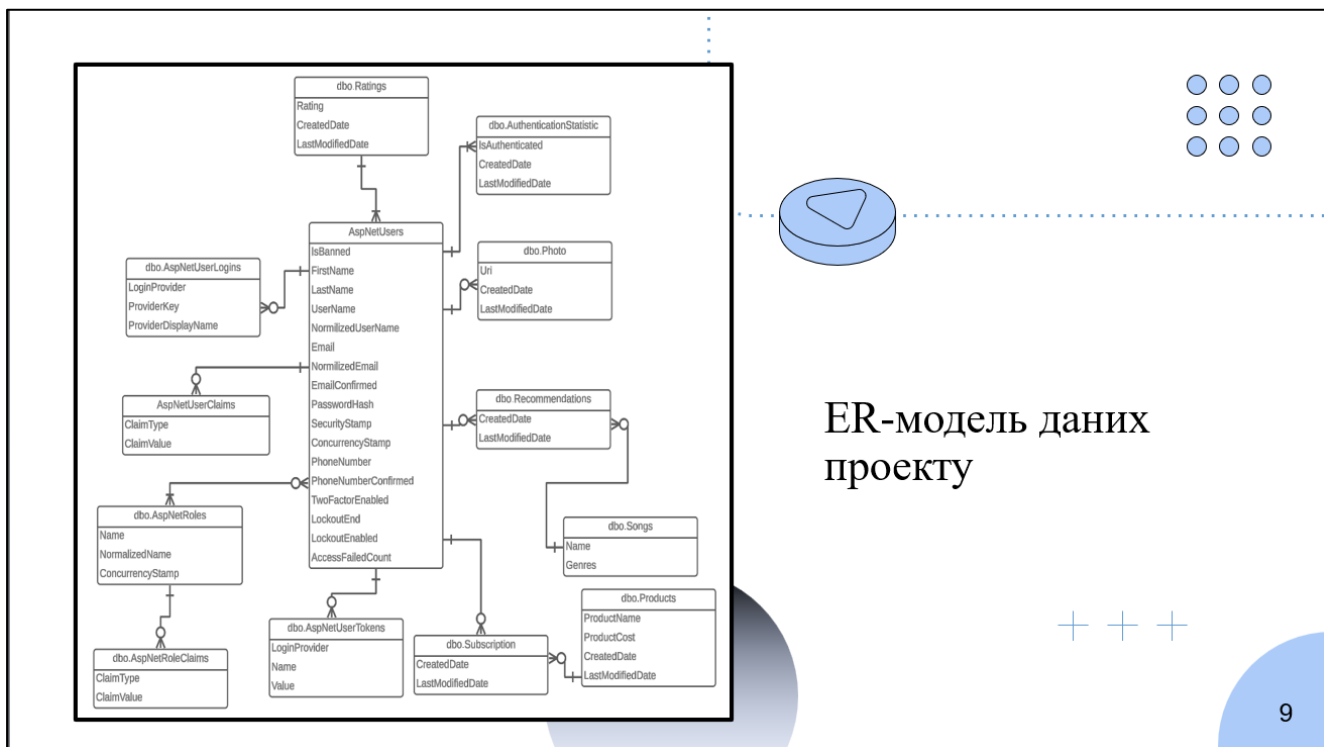 dbo.Ratings
Rating
CreatedDate
LastModifiedDate
dbo.AuthenticationStatistic
IsAuthenticated
CreatedDate
LastModifiedDate
AspNetUsers
IsBanned
FirstName
LastName
UserName
NormilizedUserName
Email
NormilizedEmail
EmailConfirmed
PasswordHash
SecurityStamp
ConcurrencyStamp
PhoneNumber
PhoneNumberConfirmed
TwoFactorEnabled
LockoutEnd
LockoutEnabled
AccessFailedCount
dbo.Photo
Uri
CreatedDate
LastModifiedDate
dbo.AspNetUserLogins
LoginProvider
ProviderKey
ProviderDisplayName
AspNetUserClaims
ClaimType
ClaimValue
dbo.Recommendations
CreatedDate
LastModifiedDate
dbo.AspNetRoles
Name
NormalizedName
ConcurrencyStamp
dbo.Songs
Name
Genres
dbo.Products
ProductName
ProductCost
CreatedDate
LastModifiedDate
dbo.AspNetUserTokens
LoginProvider
Name
Value
dbo.Subscription
CreatedDate
LastModifiedDate
dbo.AspNetRoleClaims
ClaimType
ClaimValue
ER-модель даних
проекту
9